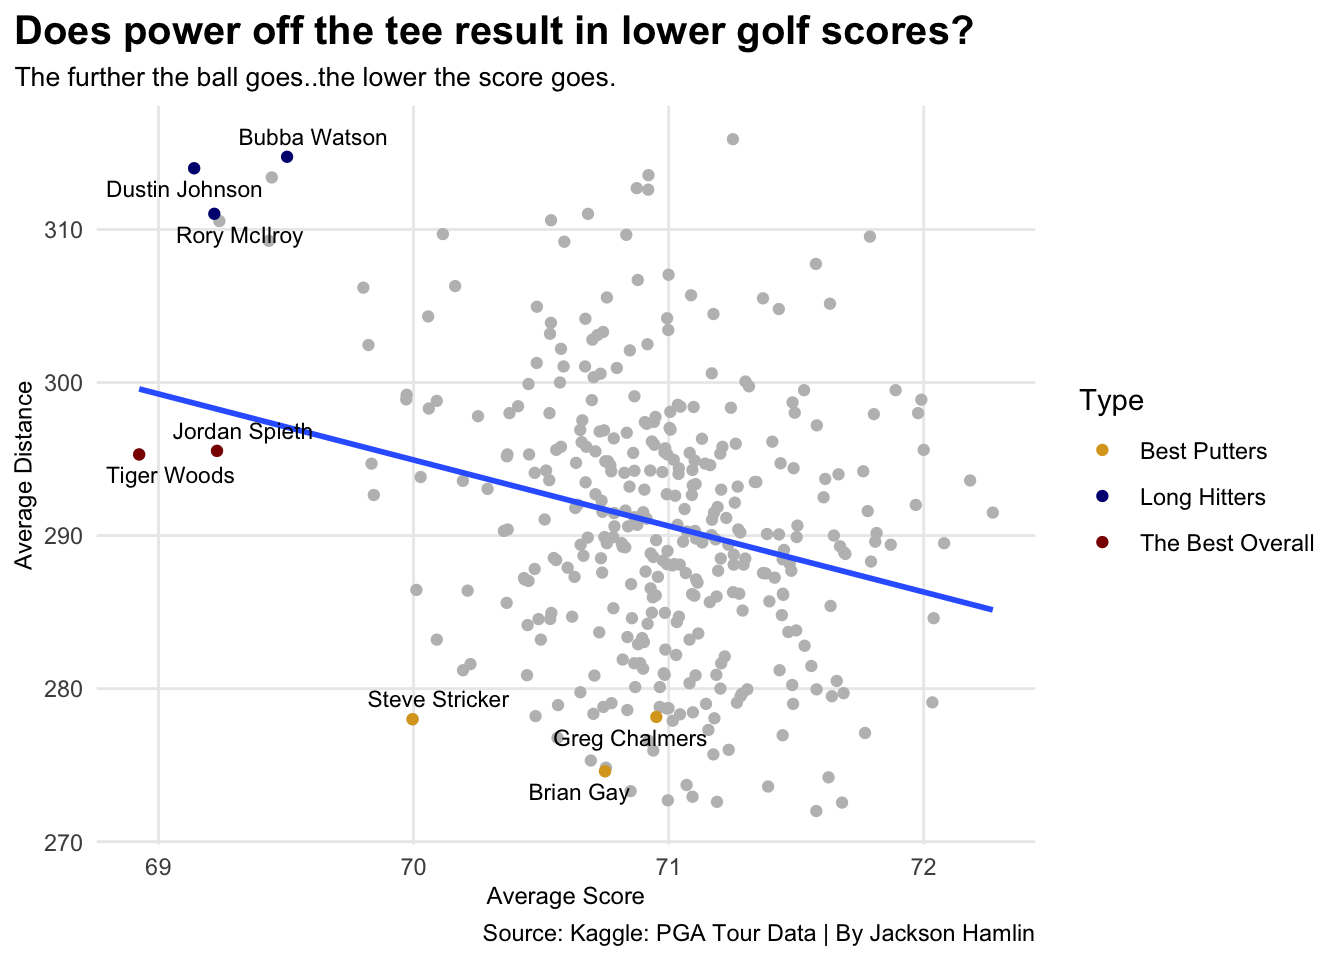 Does power off the tee result in lower golf scores?
The further the ball goes..the lower the score goes.
Bubba Watson
Dustin Johnson
Rory McIlroy
Jordan Spieth
Tiger Woods
Steve Stricker
Greg Chalmers
Brian Gay
Average Distance
310
300
290
280
270
69
70
71
72
Average Score
Type
Best Putters
Long Hitters
The Best Overall
Source: Kaggle: PGA Tour Data | By Jackson Hamlin